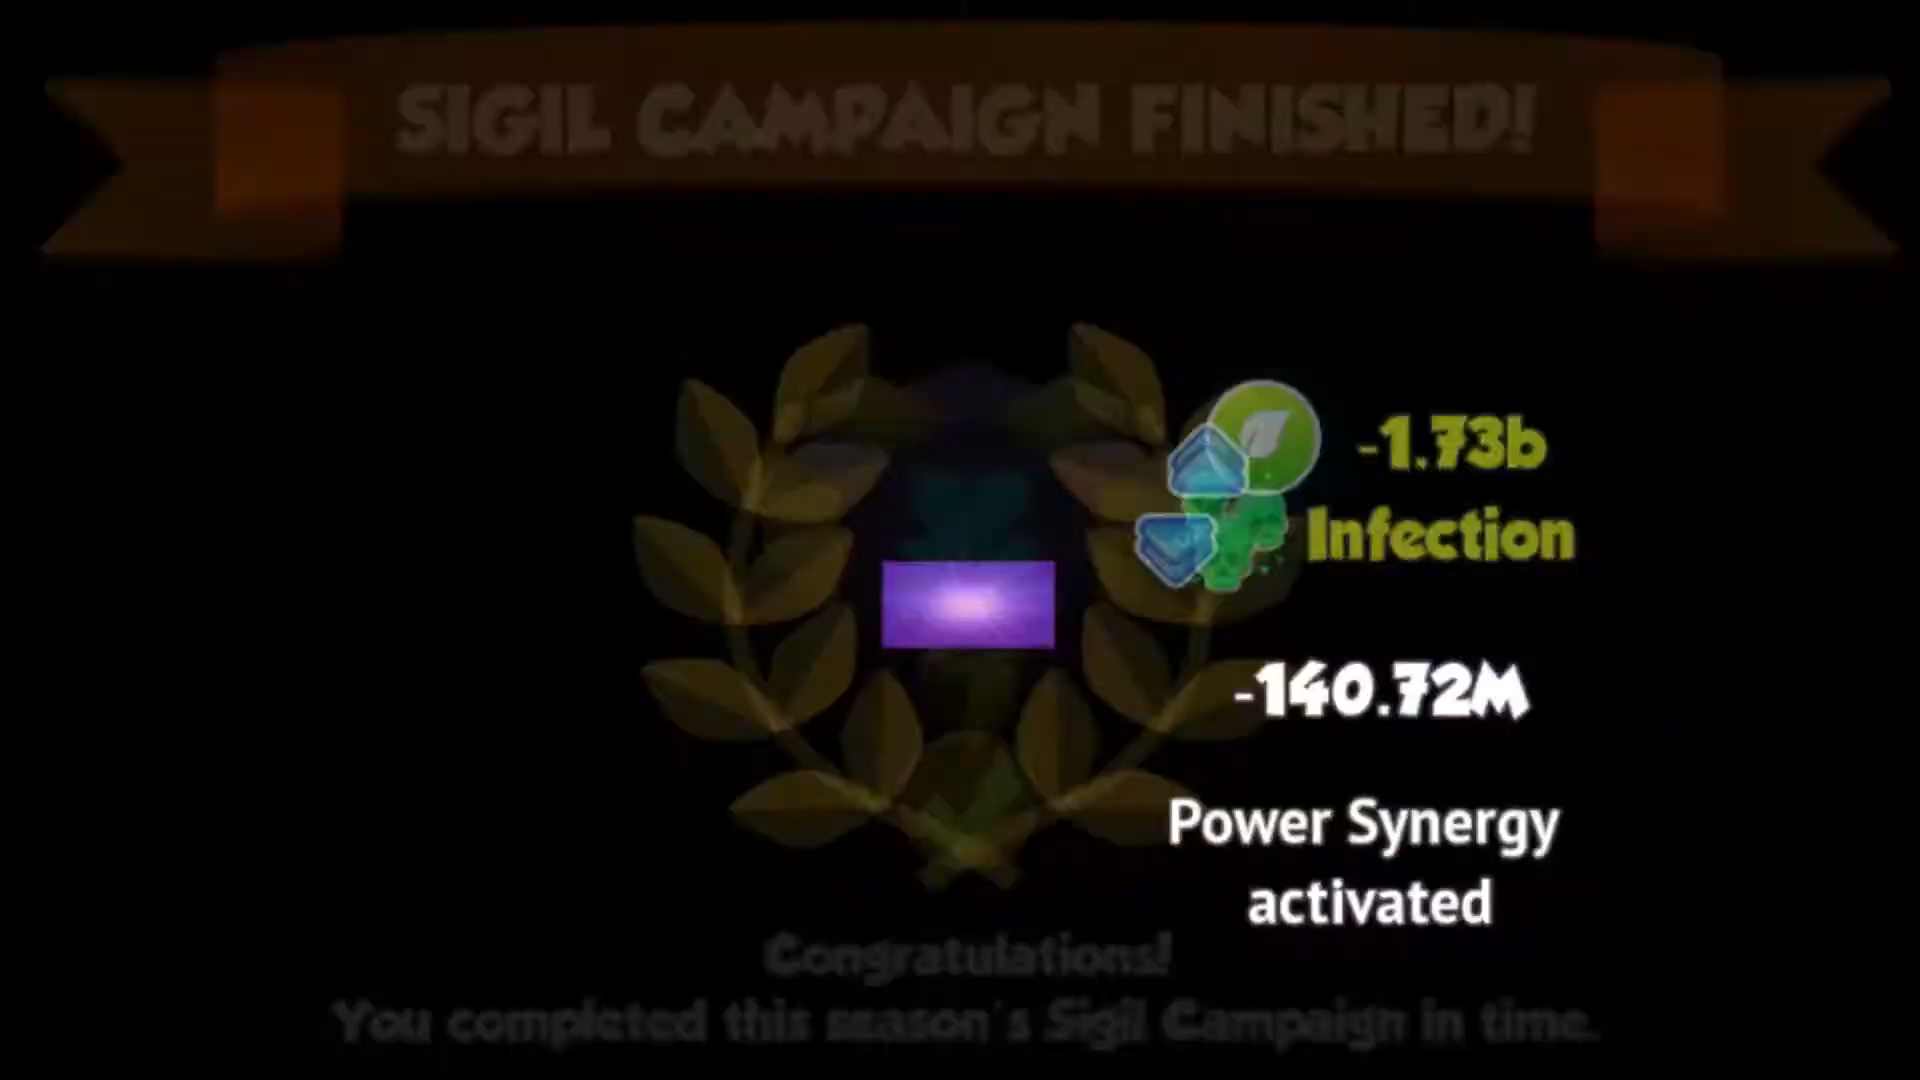 SIGIL CAMPAIGN FINISHED!
-1.73b
Infection
-140.72M
Power Synergy
activated
Congratulations!
You completed this season's Sigil Campaign in time.